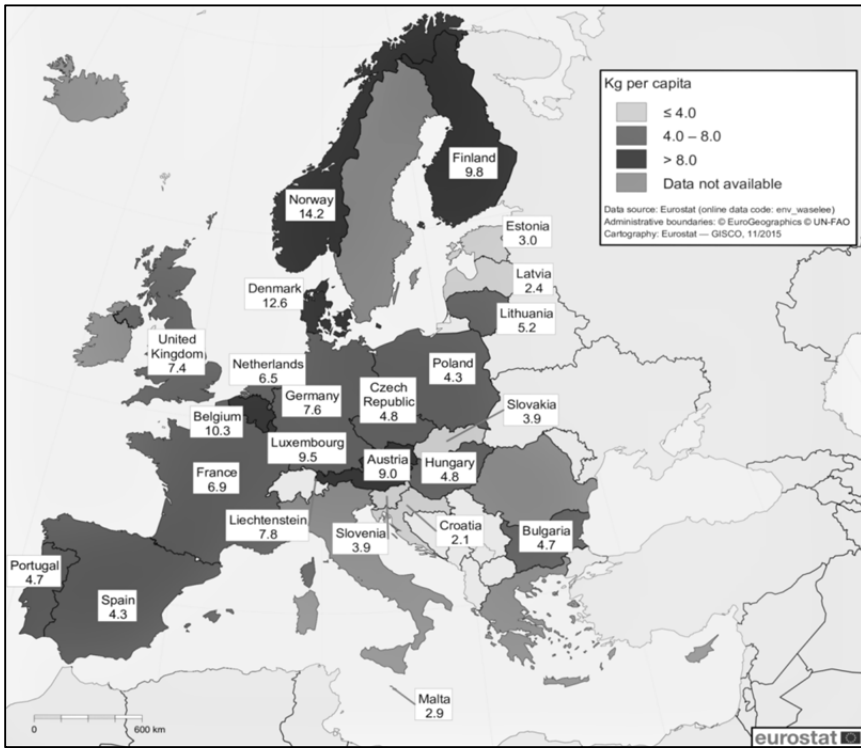 Kg per capita
≤ 4.0
4.0 – 8.0
> 8.0
Data not available
Data source: Eurostat (online data code: env_waselee)
Administrative boundaries: © EuroGeographics © UN-FAO
Cartography: Eurostat — GISCO, 11/2015
Finland
9.8
Norway
14.2
Estonia
3.0
Latvia
2.4
Denmark
12.6
Lithuania
5.2
United
Kingdom
7.4
Netherlands
6.5
Poland
4.3
Germany
7.6
Czech
Republic
4.8
Slovakia
3.9
Belgium
10.3
Luxembourg
9.5
Austria
9.0
Hungary
4.8
France
6.9
Liechtenstein
7.8
Slovenia
3.9
Croatia
2.1
Bulgaria
4.7
Portugal
4.7
Spain
4.3
Malta
2.9
0 600 km
eurostat